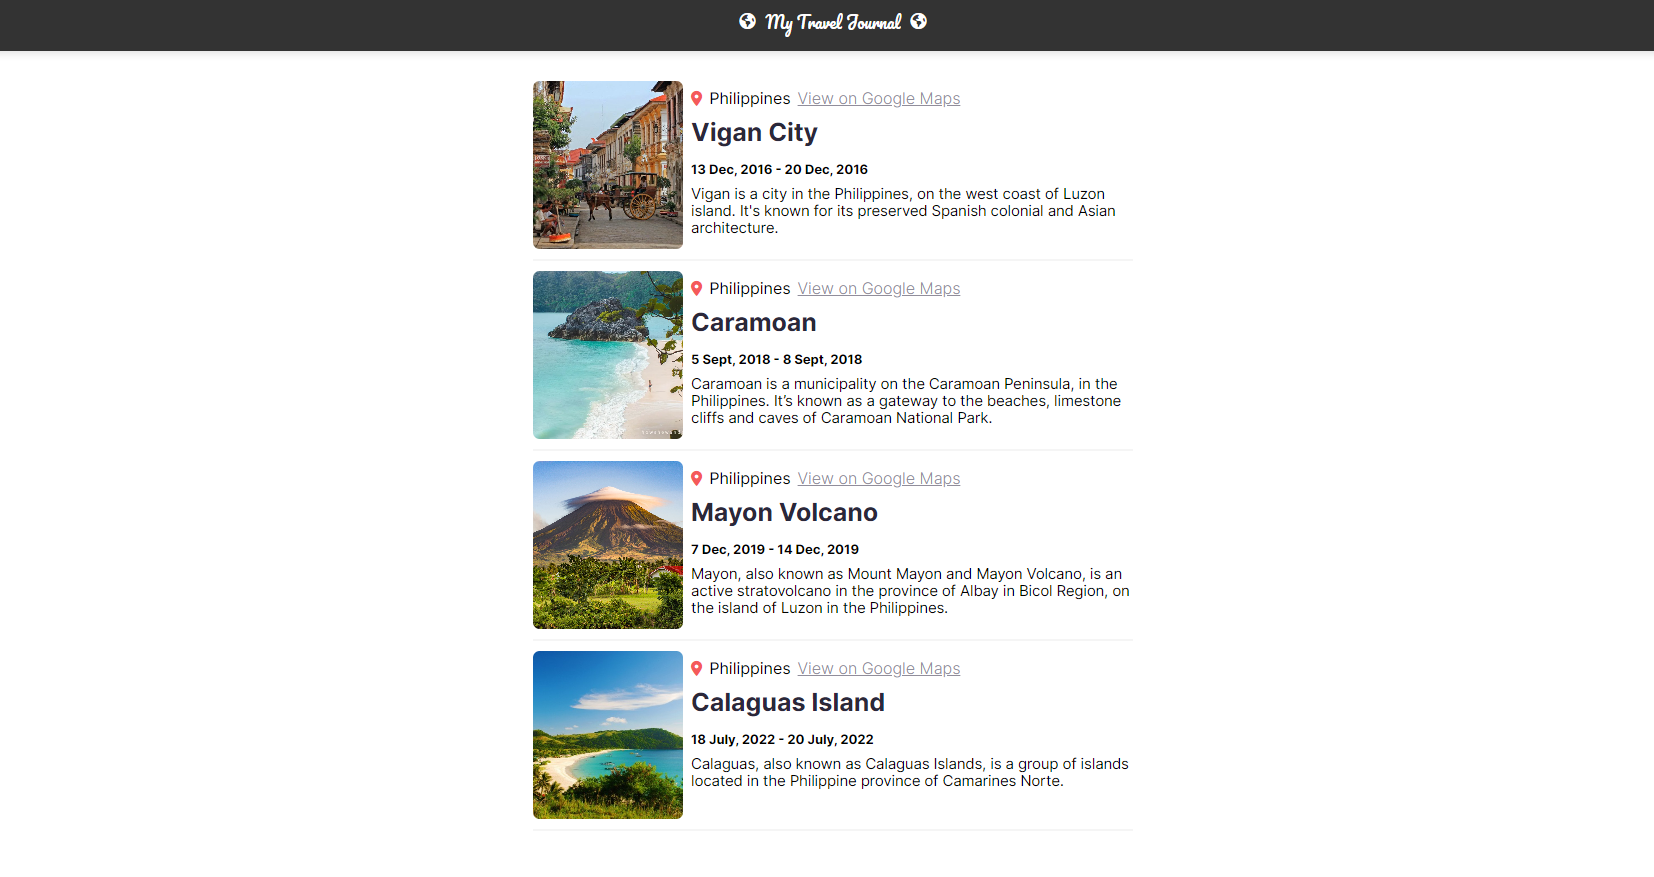 My Travel Journal
Philippines View on Google Maps
Vigan City
13 Dec, 2016 - 20 Dec, 2016
Vigan is a city in the Philippines, on the west coast of Luzon
island. It's known for its preserved Spanish colonial and Asian
architecture.
Philippines View on Google Maps
Caramoan
5 Sept, 2018 - 8 Sept, 2018
Caramoan is a municipality on the Caramoan Peninsula, in the
Philippines. It’s known as a gateway to the beaches, limestone
cliffs and caves of Caramoan National Park.
Philippines View on Google Maps
Mayon Volcano
7 Dec, 2019 - 14 Dec, 2019
Mayon, also known as Mount Mayon and Mayon Volcano, is an
active stratovolcano in the province of Albay in Bicol Region, on
the island of Luzon in the Philippines.
Philippines View on Google Maps
Calaguas Island
18 July, 2022 - 20 July, 2022
Calaguas, also known as Calaguas Islands, is a group of islands
located in the Philippine province of Camarines Norte.